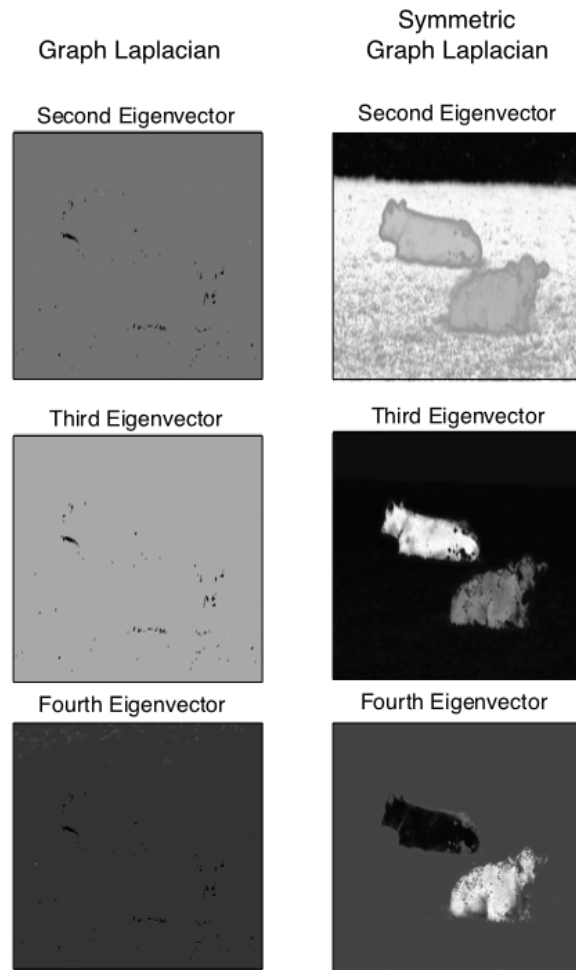 Graph Laplacian
Symmetric
Graph Laplacian
Second Eigenvector
Second Eigenvector
Third Eigenvector
Third Eigenvector
Fourth Eigenvector
Fourth Eigenvector